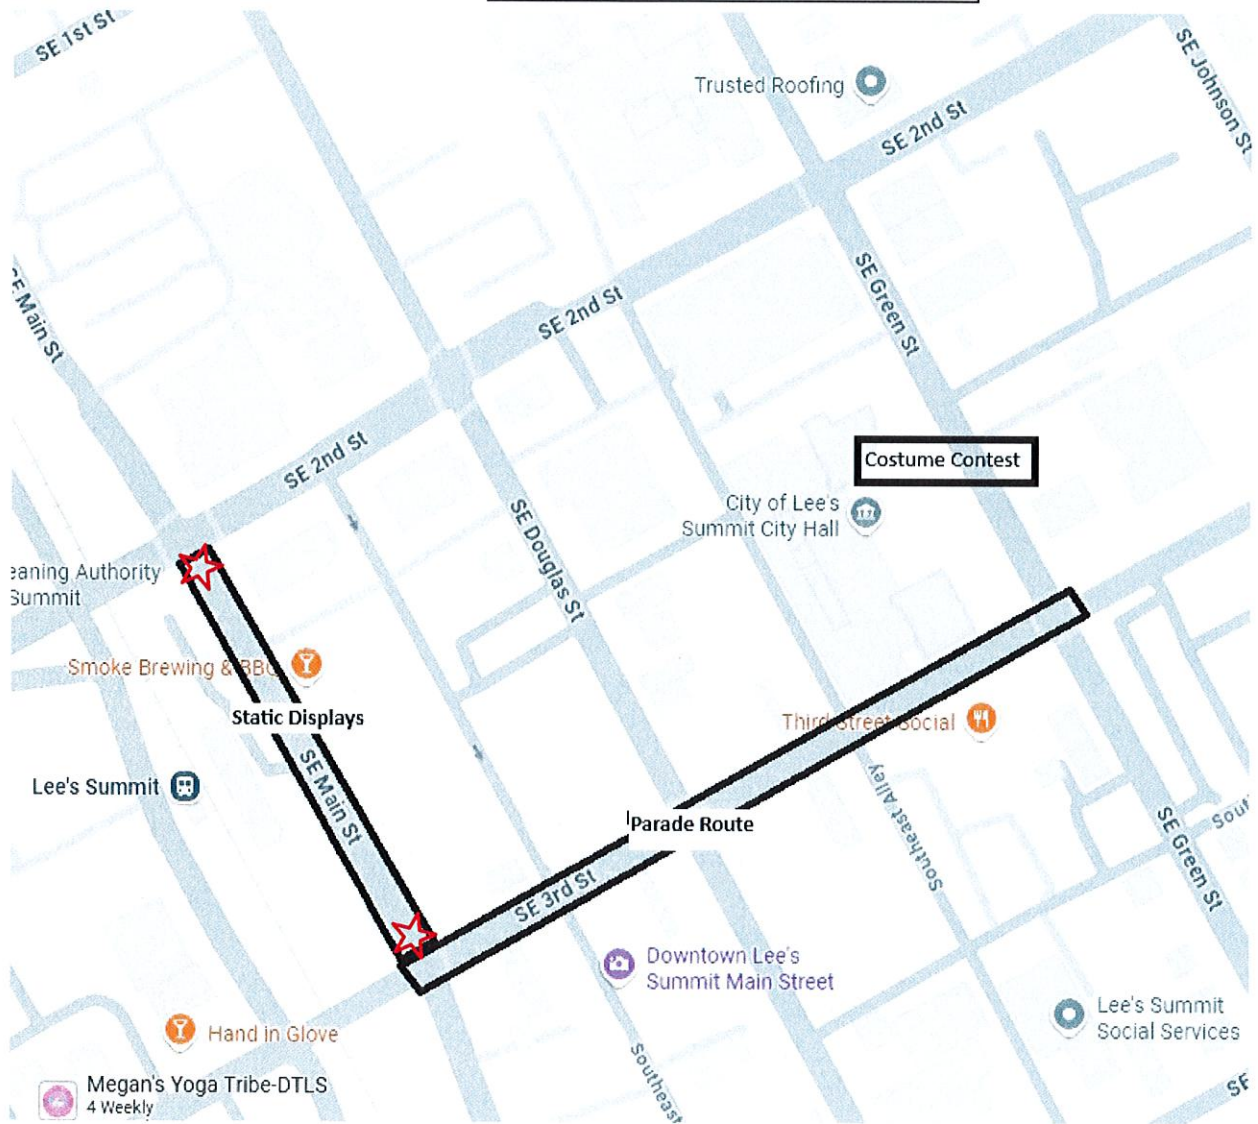 SE 1st St
SE Johnson St
Trusted Roofing
SE 2nd St
SE Main St
SE Green St
SE 2nd St
SE 2nd St
Costume Contest
City of Lee's
Summit City Hall
SE Douglas St
eaning Authority
Summit
Smoke Brewing & BBQ
Static Displays
Third Street Social
Lee's Summit
SE Main St
Parade Route
Southeast Alley
SE Green St
Sout
SE 3rd St
Downtown Lee's
Summit Main Street
Lee's Summit
Social Services
Hand in Glove
Southeast
Megan's Yoga Tribe-DTLS
4 Weekly
SE